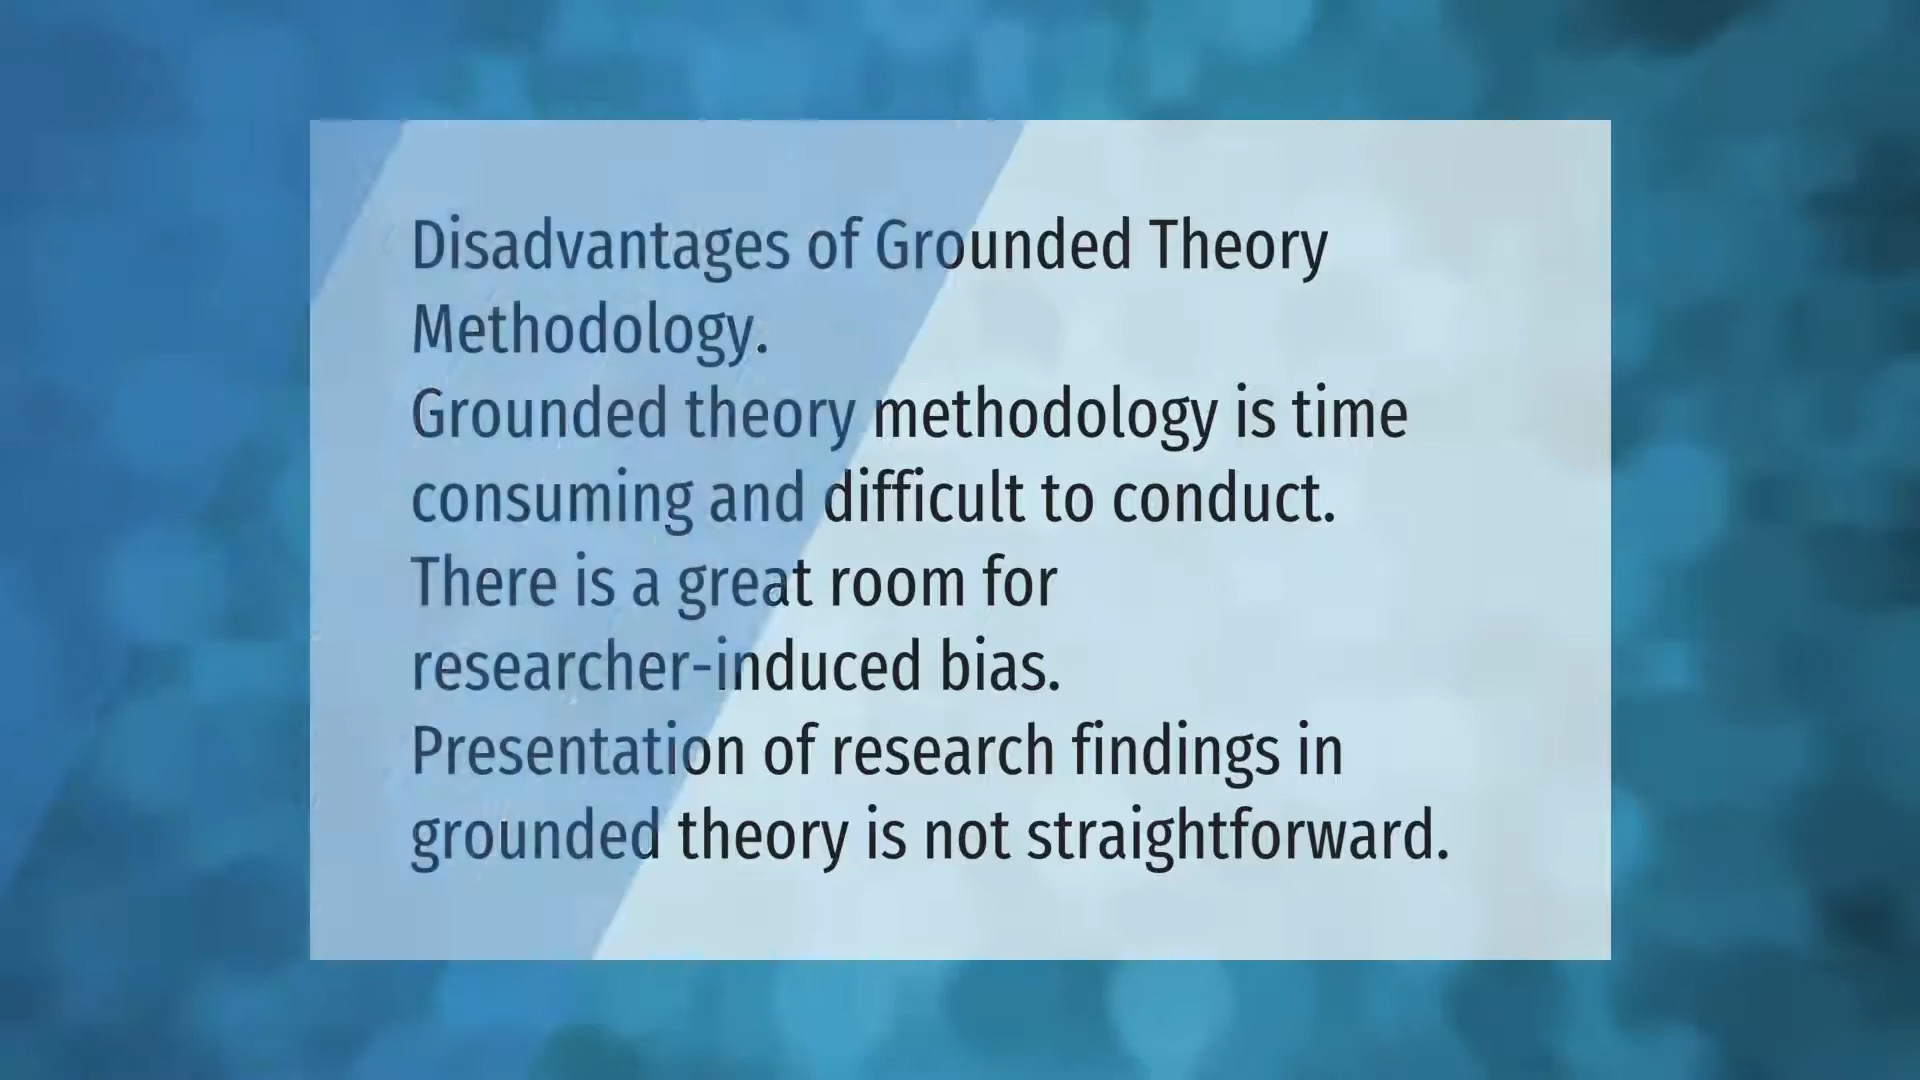 Disadvantages of Grounded Theory
Methodology.
Grounded theory methodology is time
consuming and difficult to conduct.
There is a great room for
researcher-induced bias.
Presentation of research findings in
grounded theory is not straightforward.